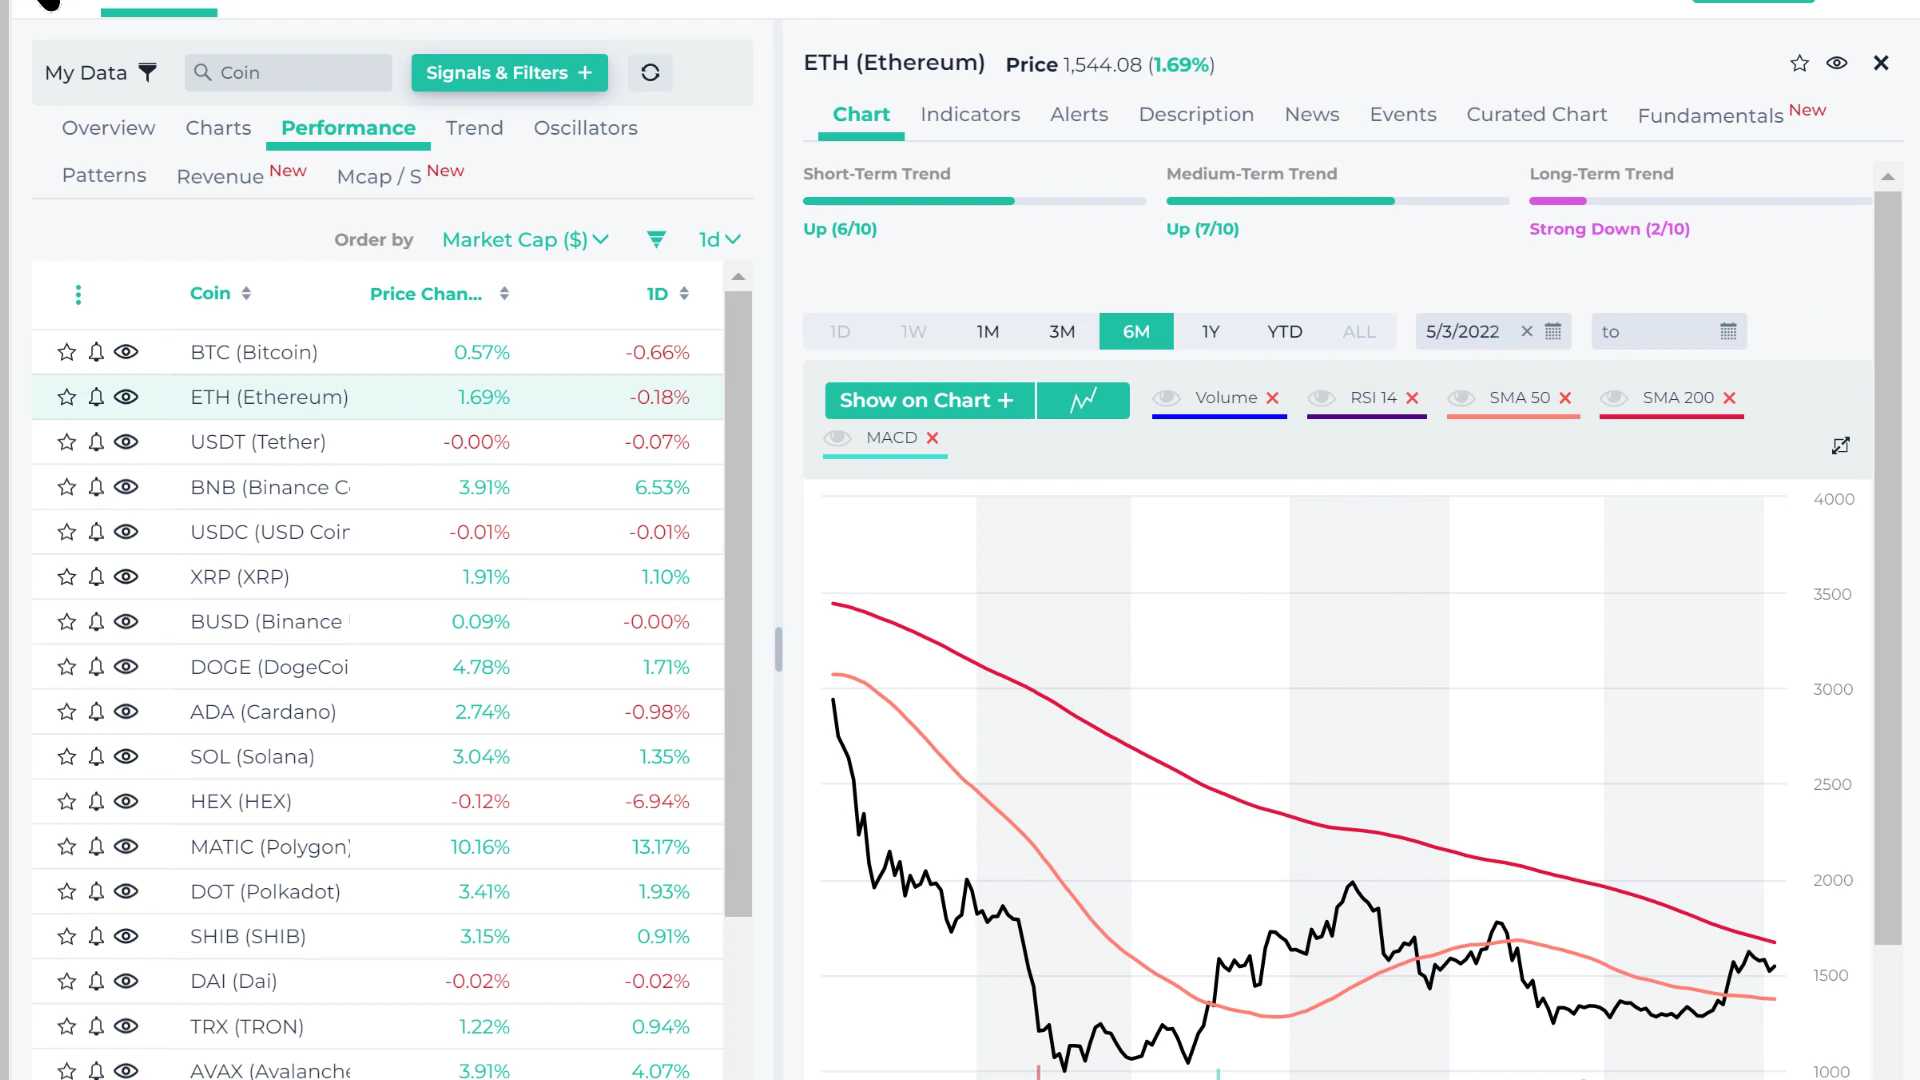 My Data
Coin
Signals & Filters +
Overview Charts Performance Trend Oscillators
Patterns Revenue New Mcap / S New
Order by Market Cap ($) 1d
Coin Price Chan... 1D
BTC (Bitcoin) 0.57% -0.66%
ETH (Ethereum) 1.69% -0.18%
USDT (Tether) -0.00% -0.07%
BNB (Binance C 3.91% 6.53%
USDC (USD Coin -0.01% -0.01%
XRP (XRP) 1.91% 1.10%
BUSD (Binance 0.09% -0.00%
DOGE (DogeCoi 4.78% 1.71%
ADA (Cardano) 2.74% -0.98%
SOL (Solana) 3.04% 1.35%
HEX (HEX) -0.12% -6.94%
MATIC (Polygon) 10.16% 13.17%
DOT (Polkadot) 3.41% 1.93%
SHIB (SHIB) 3.15% 0.91%
DAI (Dai) -0.02% -0.02%
TRX (TRON) 1.22% 0.94%
AVAX (Avalanche 3.91% 4.07%
ETH (Ethereum) Price 1,544.08 (1.69%)
Chart Indicators Alerts Description News Events Curated Chart Fundamentals New
Short-Term Trend Medium-Term Trend Long-Term Trend
Up (6/10) Up (7/10) Strong Down (2/10)
1D 1W 1M 3M 6M 1Y YTD ALL 5/3/2022 to
Show on Chart + Volume RSI 14 SMA 50 SMA 200
MACD
4000
3500
3000
2500
2000
1500
1000